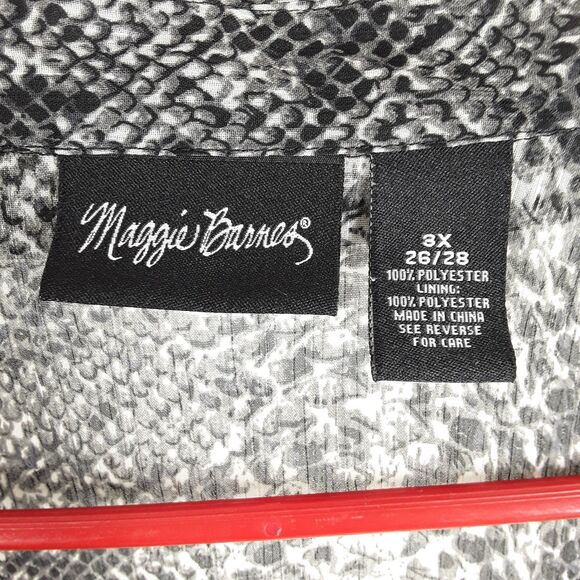 Maggie Barnes®
3X
26/28
100% POLYESTER
LINING:
100% POLYESTER
MADE IN CHINA
SEE REVERSE
FOR CARE